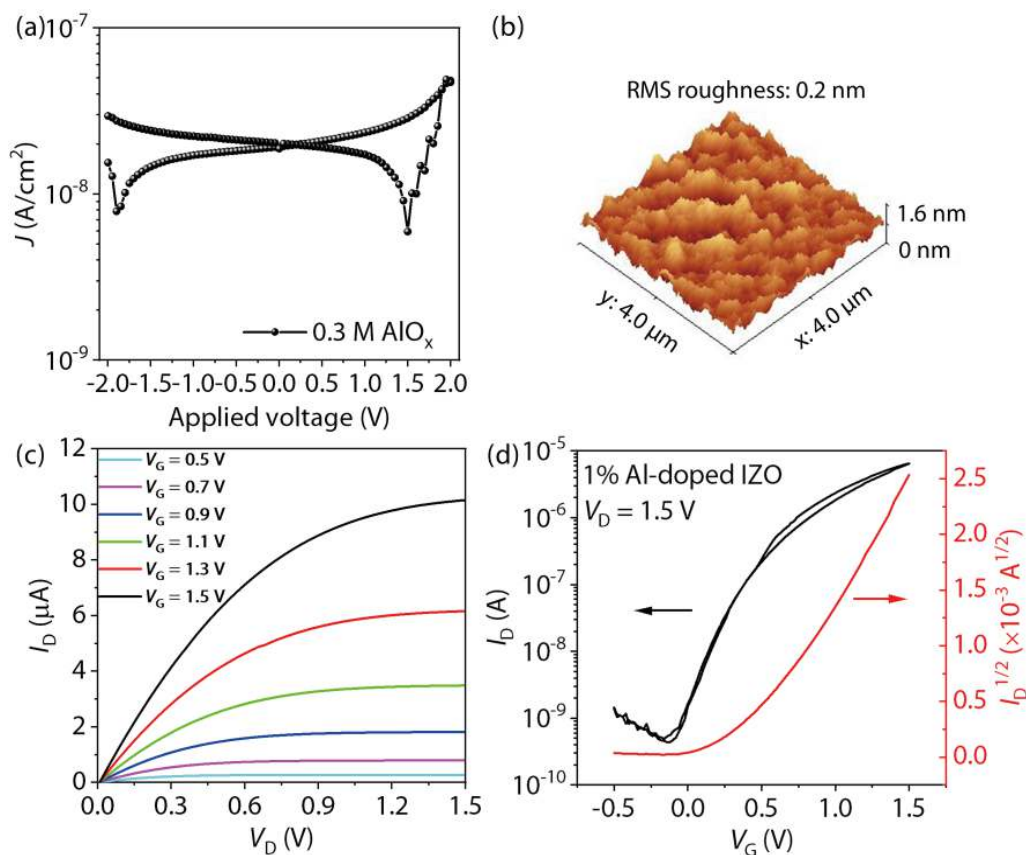 (a)
10⁻⁷
10⁻⁸
10⁻⁹
J (A/cm²)
0.3 M AlOₓ
-2.0 -1.5 -1.0 -0.5 0.0 0.5 1.0 1.5 2.0
Applied voltage (V)
(b)
RMS roughness: 0.2 nm
1.6 nm
0 nm
y: 4.0 μm
x: 4.0 μm
(c)
12
10
8
6
4
2
0
I_D (μA)
V_G = 0.5 V
V_G = 0.7 V
V_G = 0.9 V
V_G = 1.1 V
V_G = 1.3 V
V_G = 1.5 V
0.0 0.3 0.6 0.9 1.2 1.5
V_D (V)
(d)
10⁻⁵
10⁻⁶
10⁻⁷
10⁻⁸
10⁻⁹
10⁻¹⁰
I_D (A)
1% Al-doped IZO
V_D = 1.5 V
2.5
2.0
1.5
1.0
0.5
0.0
I_D^1/2 (×10⁻³ A^1/2)
-0.5 0.0 0.5 1.0 1.5
V_G (V)